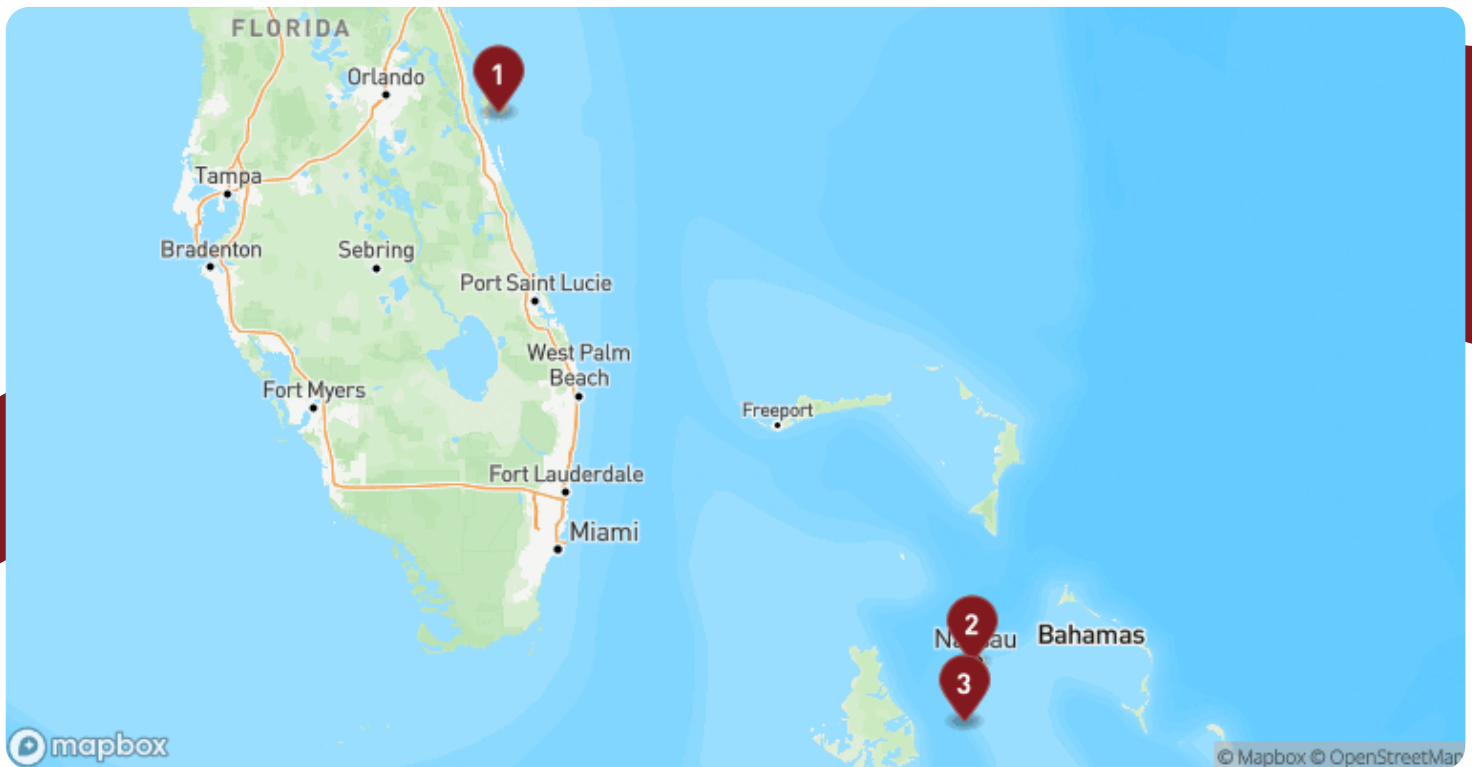 FLORIDA
1
Orlando
Tampa
Bradenton
Sebring
Port Saint Lucie
West Palm
Beach
Fort Myers
Freeport
Fort Lauderdale
Miami
2
Bahamas
3
mapbox
© Mapbox © OpenStreetMap